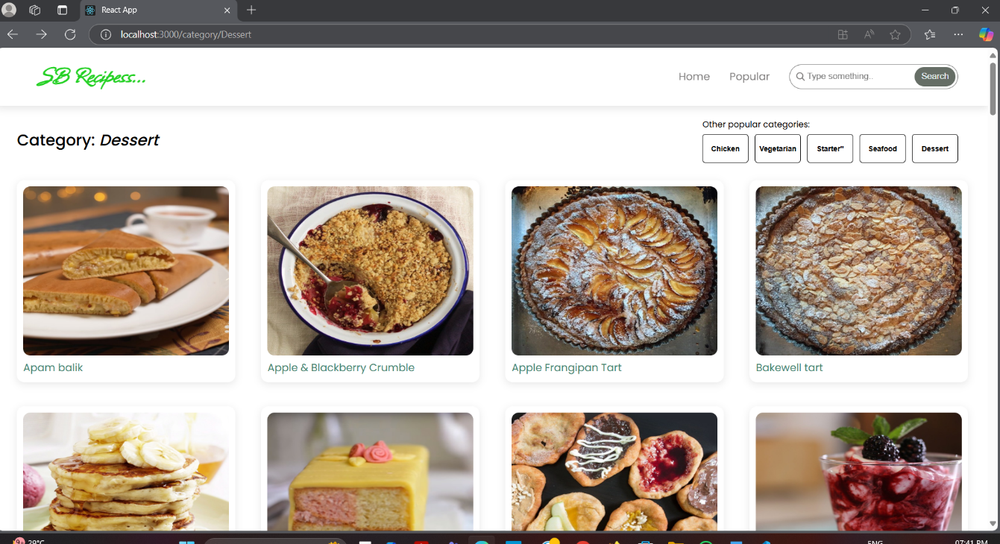 React App
localhost:3000/category/Dessert
SB Recipess...
Home Popular Type something.. Search
Other popular categories:
Category: Dessert
Chicken Vegetarian Starter" Seafood Dessert
Apam balik Apple & Blackberry Crumble Apple Frangipan Tart Bakewell tart
29°C ENG 07:41 PM